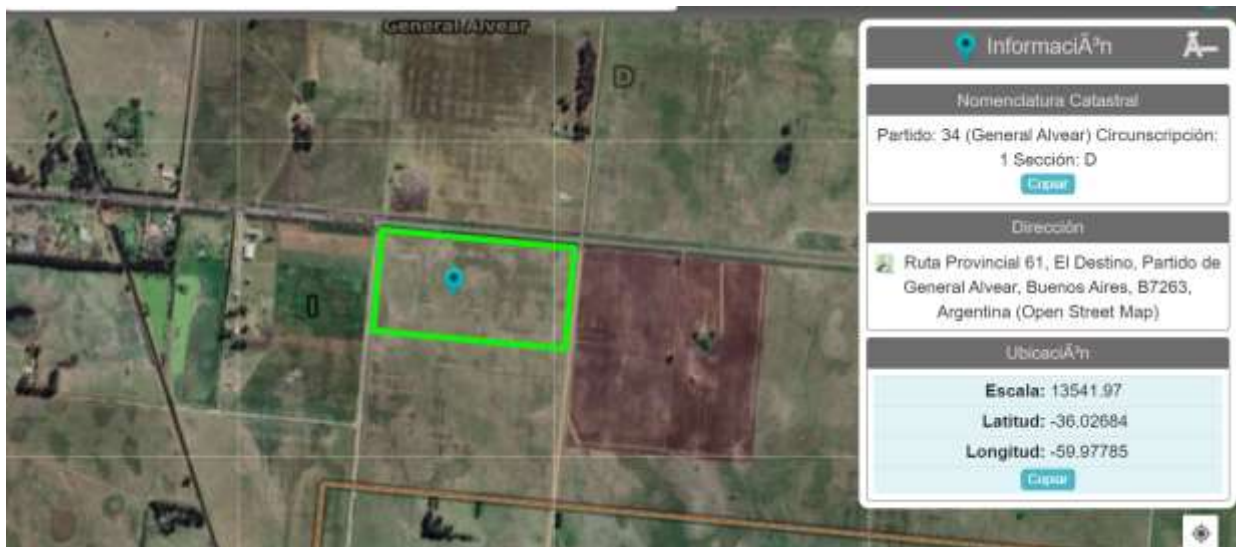 General Alvear
D
I
InformaciÃ³n
Ã—
Nomenclatura Catastral
Partido: 34 (General Alvear) Circunscripción:
1 Sección: D
Copiar
Dirección
Ruta Provincial 61, El Destino, Partido de
General Alvear, Buenos Aires, B7263,
Argentina (Open Street Map)
UbicaciÃ³n
Escala: 13541.97
Latitud: -36.02684
Longitud: -59.97785
Copiar